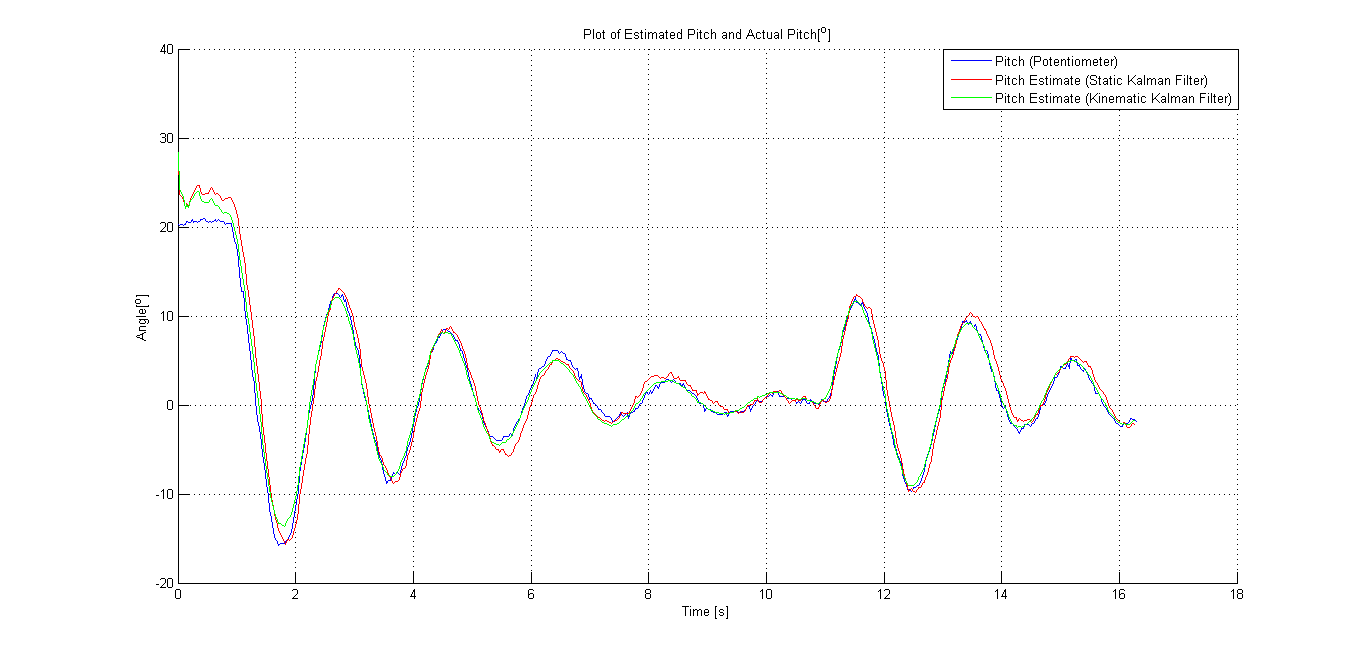 Plot of Estimated Pitch and Actual Pitch[º]
Pitch (Potentiometer)
Pitch Estimate (Static Kalman Filter)
Pitch Estimate (Kinematic Kalman Filter)
40
30
20
10
0
-10
-20
Angle[º]
0 2 4 6 8 10 12 14 16 18
Time [s]